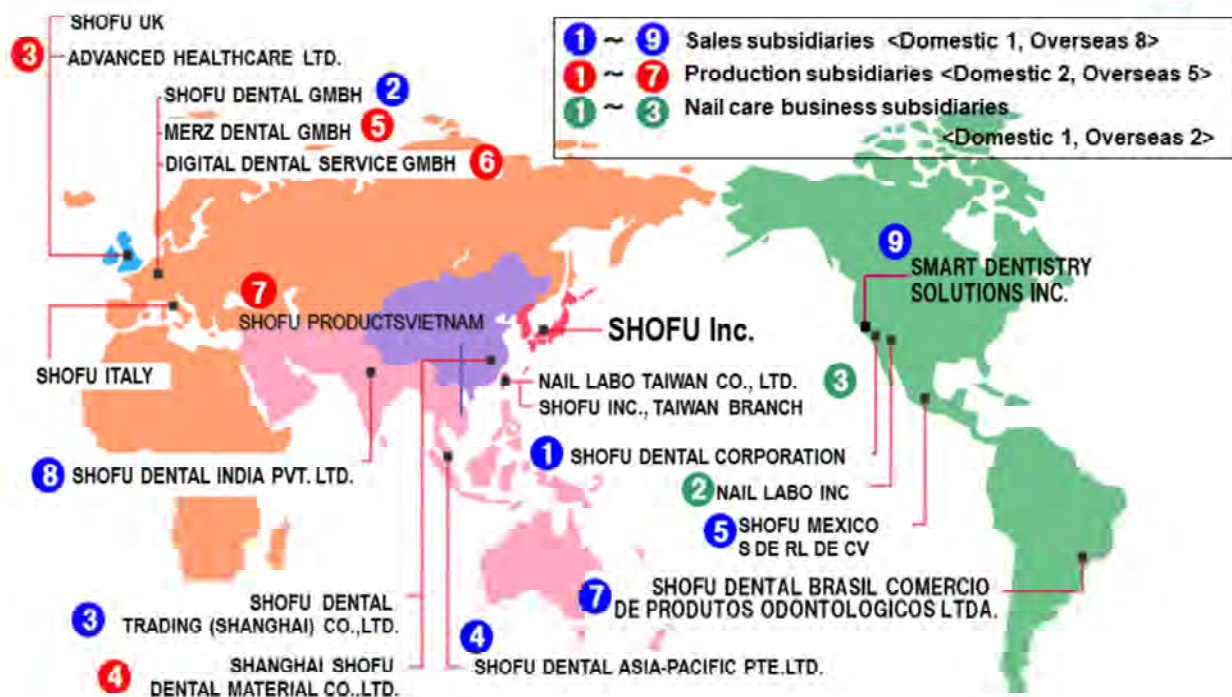 SHOFU UK
3 ADVANCED HEALTHCARE LTD.
SHOFU DENTAL GMBH 2
MERZ DENTAL GMBH 5
DIGITAL DENTAL SERVICE GMBH 6
1 ~ 9 Sales subsidiaries <Domestic 1, Overseas 8>
1 ~ 7 Production subsidiaries <Domestic 2, Overseas 5>
1 ~ 3 Nail care business subsidiaries
<Domestic 1, Overseas 2>
9
SMART DENTISTRY
SOLUTIONS INC.
7
SHOFU PRODUCTSVIETNAM
SHOFU Inc.
SHOFU ITALY
NAIL LABO TAIWAN CO., LTD. 3
SHOFU INC., TAIWAN BRANCH
8 SHOFU DENTAL INDIA PVT. LTD.
1 SHOFU DENTAL CORPORATION
2 NAIL LABO INC
5 SHOFU MEXICO
S DE RL DE CV
7 SHOFU DENTAL BRASIL COMERCIO
DE PRODUTOS ODONTOLOGICOS LTDA.
3 SHOFU DENTAL
TRADING (SHANGHAI) CO.,LTD.
4
SHOFU DENTAL ASIA-PACIFIC PTE.LTD.
4 SHANGHAI SHOFU
DENTAL MATERIAL CO..LTD.